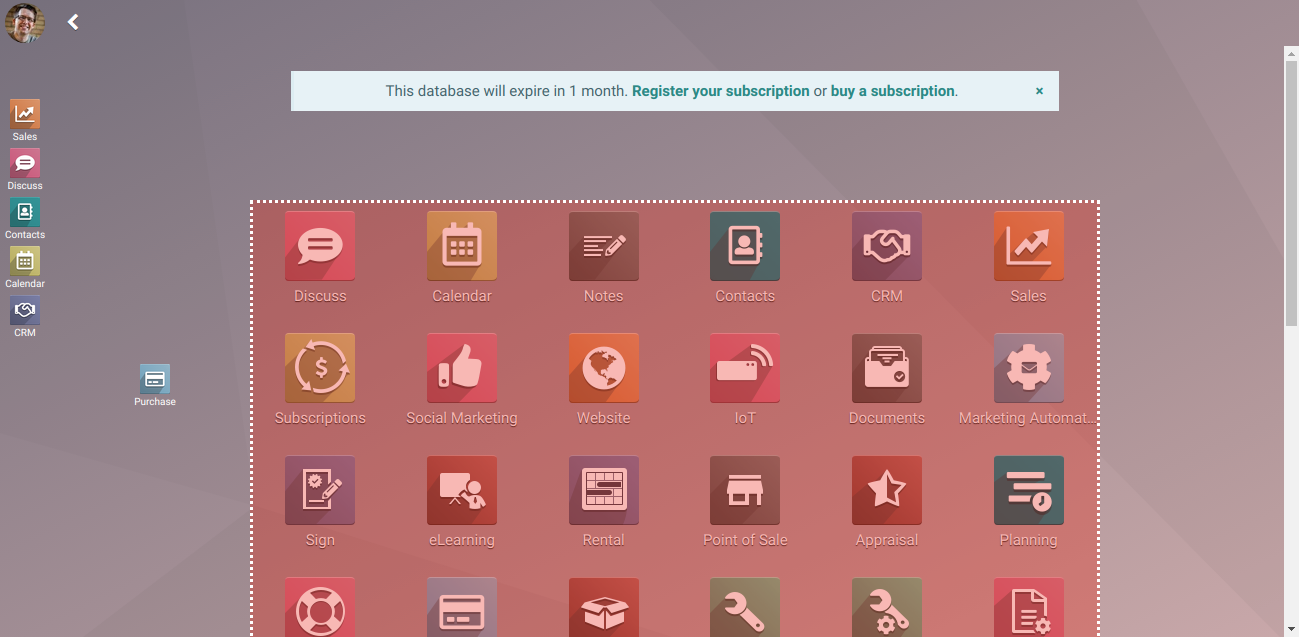 This database will expire in 1 month. Register your subscription or buy a subscription. ×
Sales
Discuss
Contacts
Calendar
CRM
Purchase
Discuss Calendar Notes Contacts CRM Sales
Subscriptions Social Marketing Website IoT Documents Marketing Automat...
Sign eLearning Rental Point of Sale Appraisal Planning